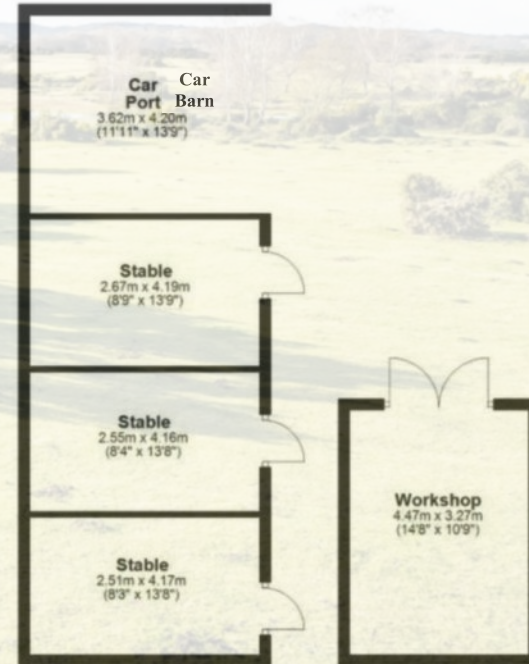 Car
Port
Car
Barn
3.62m x 4.20m
(11'11" x 13'9")
Stable
2.67m x 4.19m
(8'9" x 13'9")
Stable
2.55m x 4.16m
(8'4" x 13'8")
Stable
2.51m x 4.17m
(8'3" x 13'8")
Workshop
4.47m x 3.27m
(14'8" x 10'9")